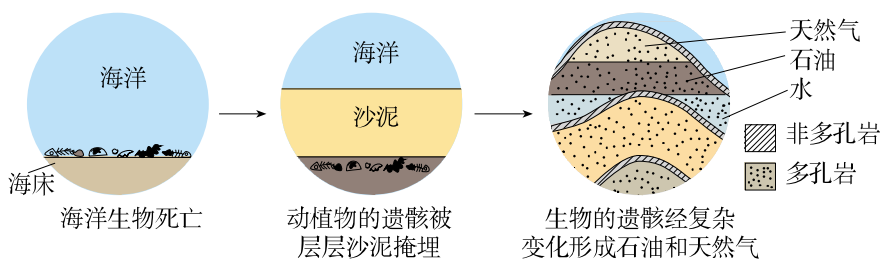 海洋
海床
海洋生物死亡
海洋
沙泥
动植物的遗骸被
层层沙泥掩埋
天然气
石油
水
非多孔岩
多孔岩
生物的遗骸经复杂
变化形成石油和天然气